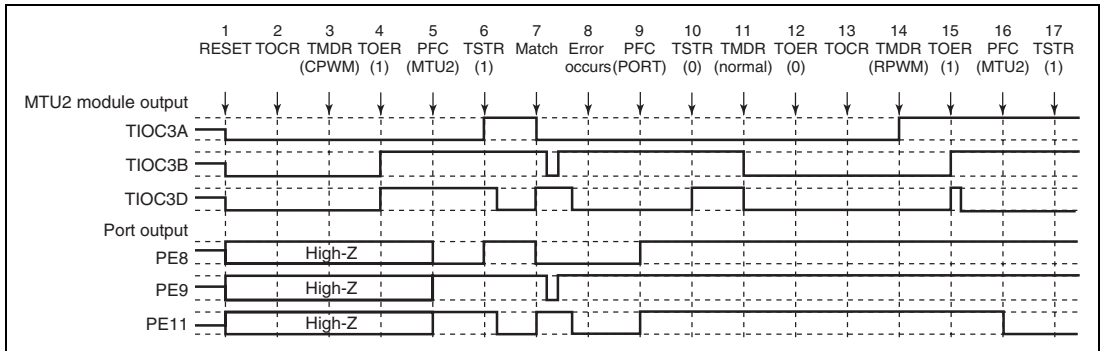 1 2 3 4 5 6 7 8 9 10 11 12 13 14 15 16 17
RESET TOCR TMDR TOER PFC TSTR Match Error PFC TSTR TMDR TOER TOCR TMDR TOER PFC TSTR
(CPWM) (1) (MTU2) (1) occurs (PORT) (0) (normal) (0) (RPWM) (1) (MTU2) (1)
MTU2 module output
TIOC3A
TIOC3B
TIOC3D
Port output
PE8 High-Z
PE9 High-Z
PE11 High-Z